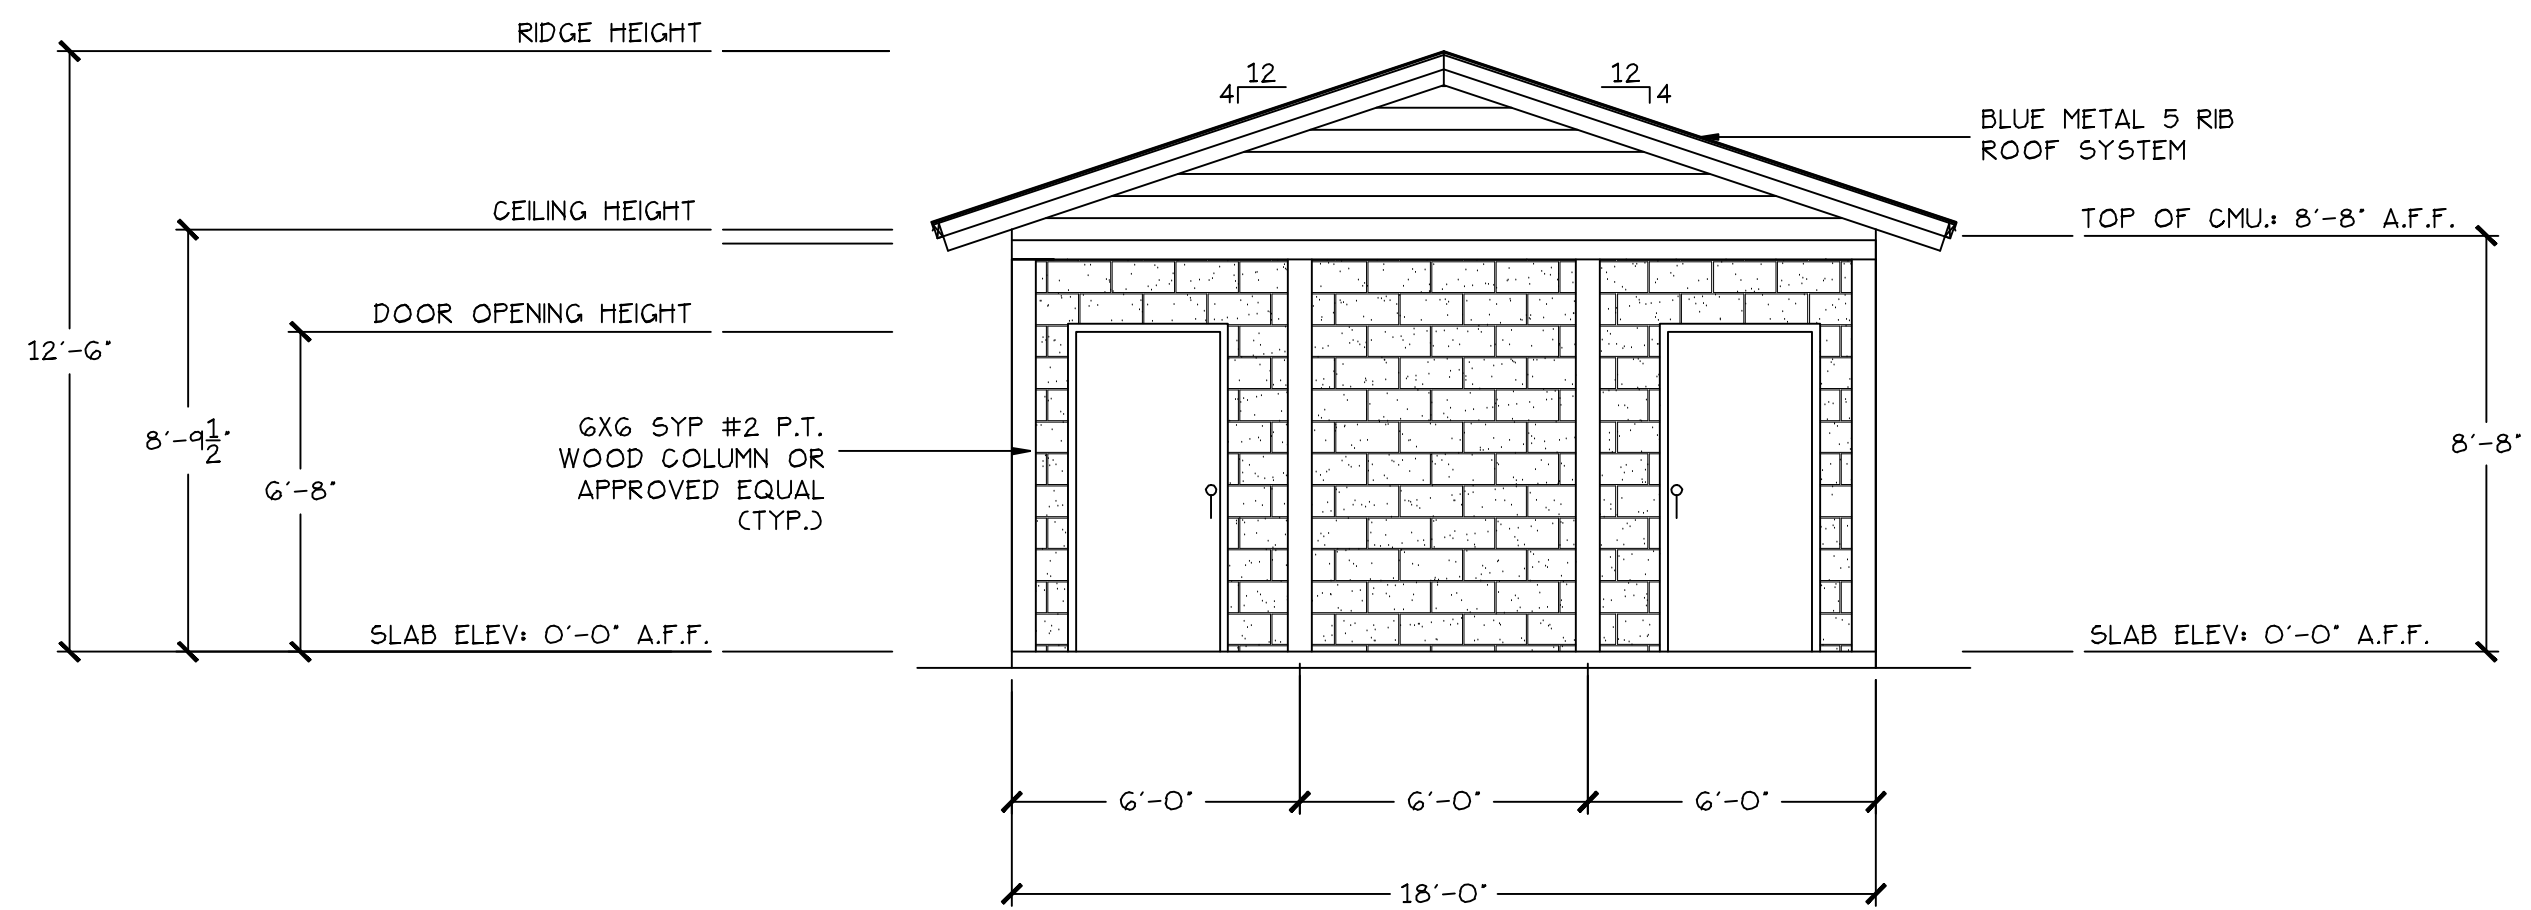 RIDGE HEIGHT
12
4
12
4
BLUE METAL 5 RIB
ROOF SYSTEM
CEILING HEIGHT
TOP OF CMU.: 8'-8" A.F.F.
DOOR OPENING HEIGHT
12'-6"
8'-9 1/2"
6'-8"
6X6 SYP #2 P.T.
WOOD COLUMN OR
APPROVED EQUAL
(TYP.)
8'-8"
SLAB ELEV: 0'-0" A.F.F.
SLAB ELEV: 0'-0" A.F.F.
6'-0"
6'-0"
6'-0"
18'-0"